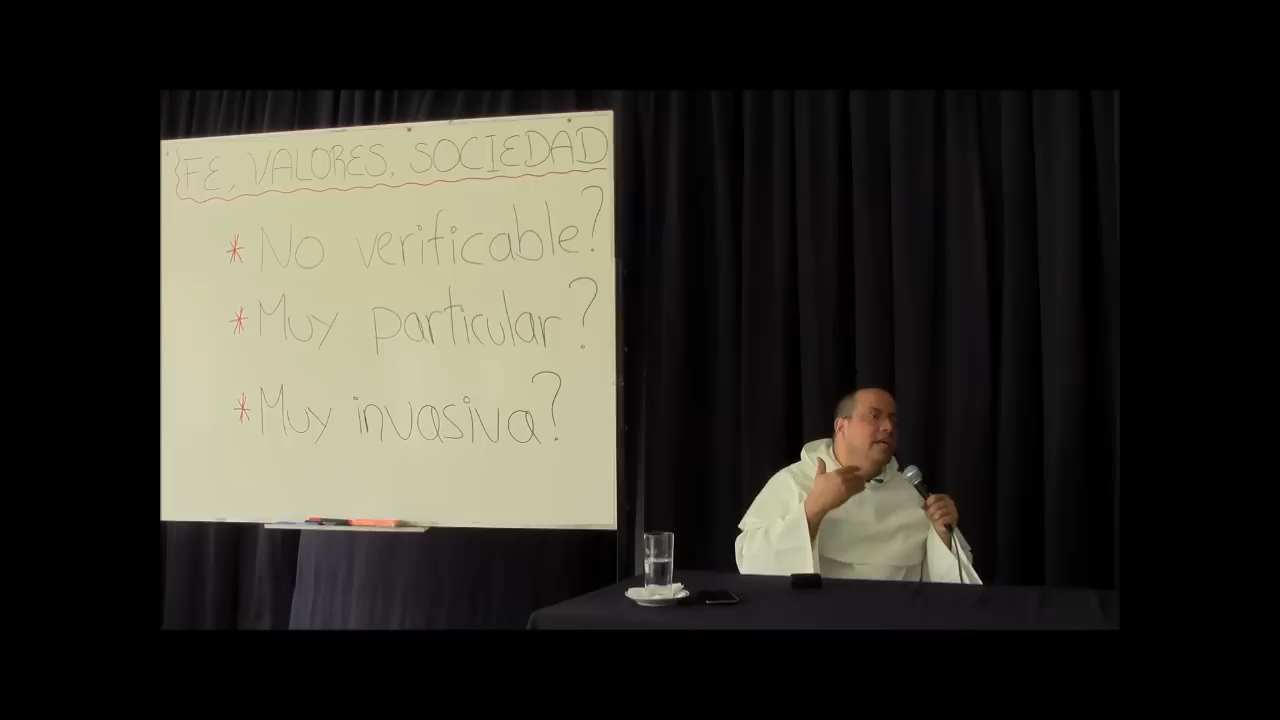 FE, VALORES, SOCIEDAD
* No verificable?
* Muy particular?
* Muy invasiva?